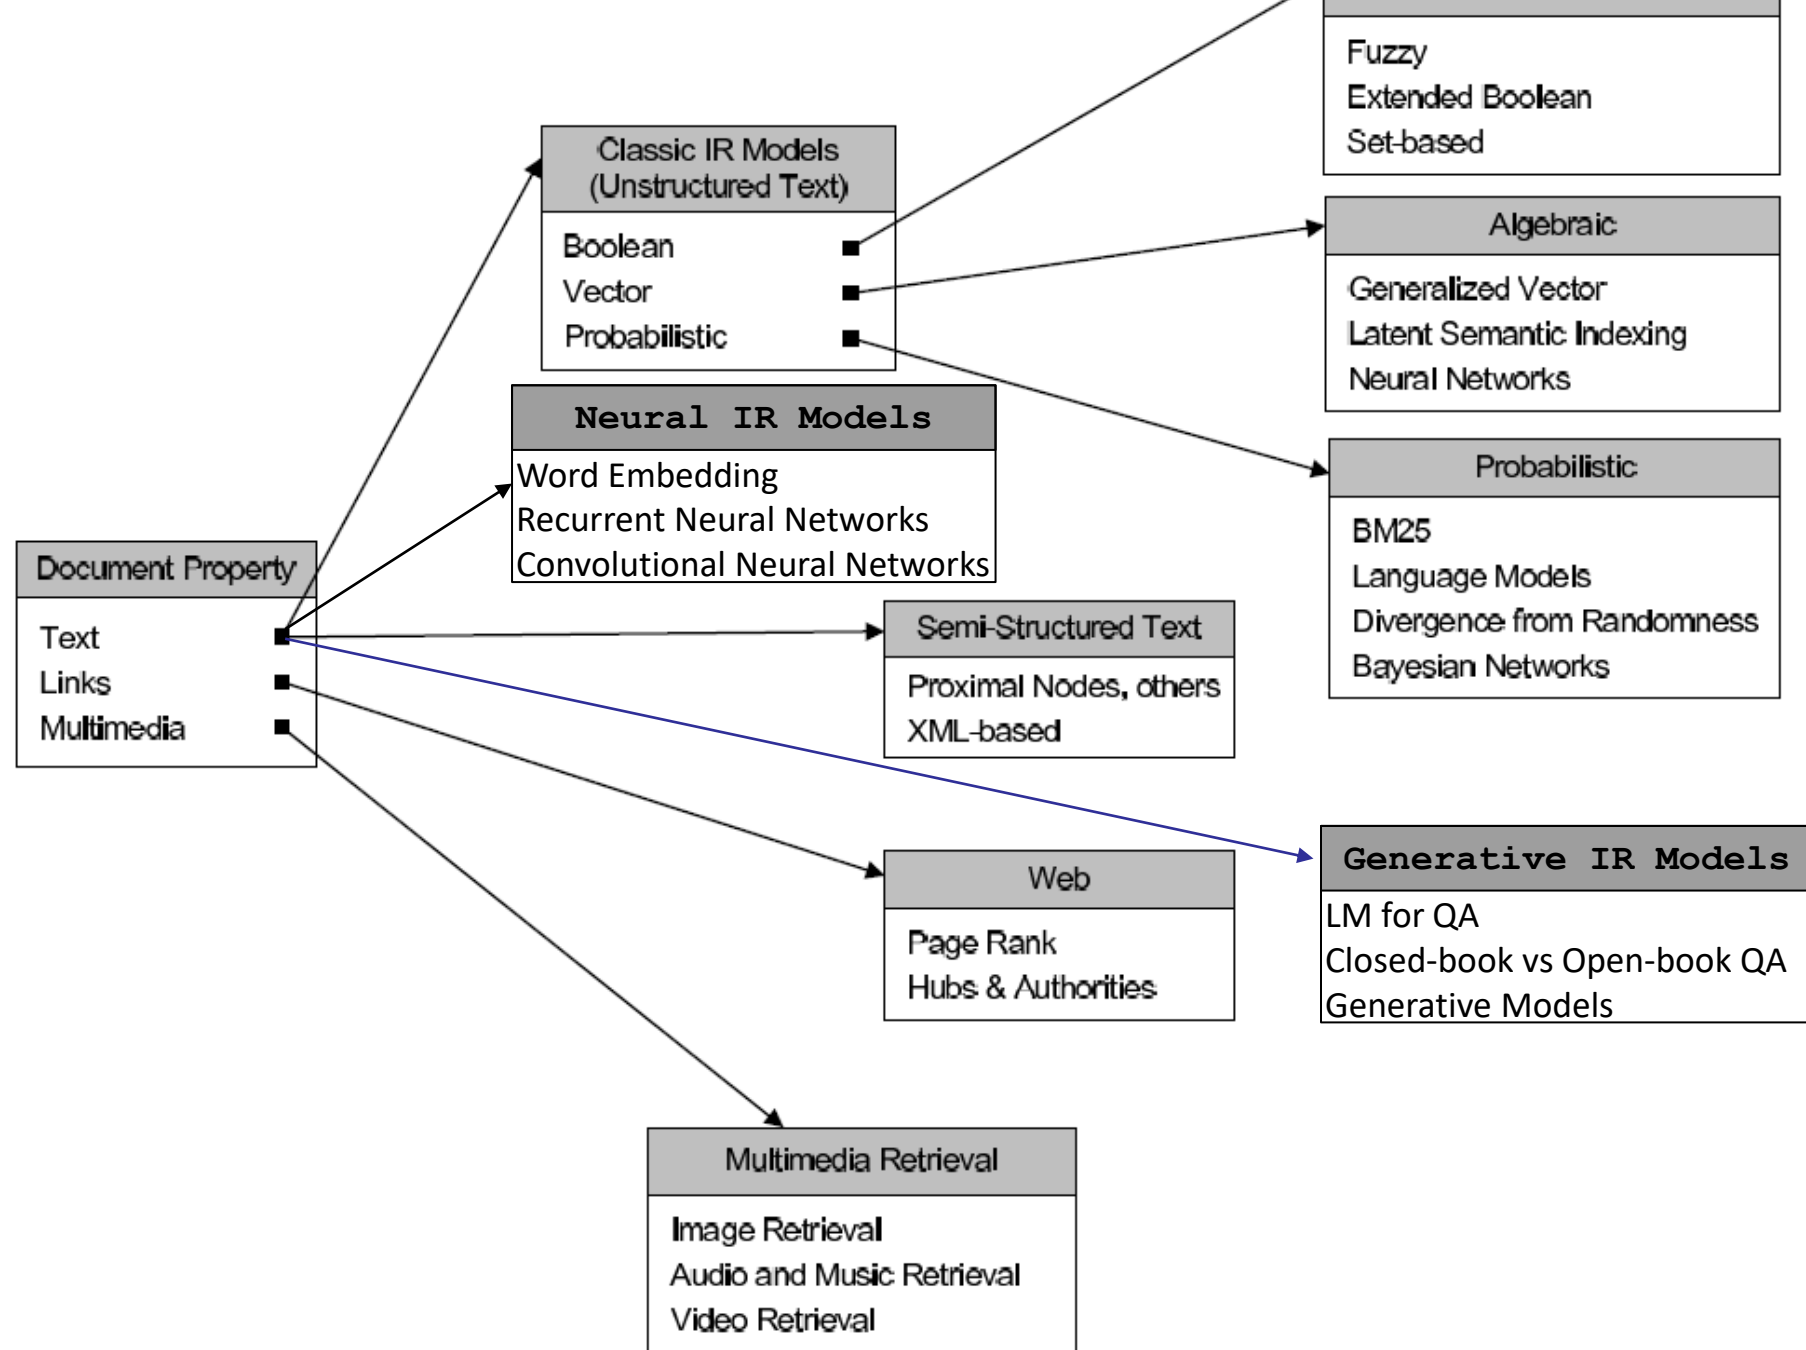 Fuzzy
Extended Boolean
Set-based
Classic IR Models
(Unstructured Text)
Boolean
Vector
Probabilistic
Algebraic
Generalized Vector
Latent Semantic Indexing
Neural Networks
Neural IR Models
Word Embedding
Recurrent Neural Networks
Convolutional Neural Networks
Probabilistic
BM25
Language Models
Divergence from Randomness
Bayesian Networks
Document Property
Text
Links
Multimedia
Semi-Structured Text
Proximal Nodes, others
XML-based
Web
Page Rank
Hubs & Authorities
Generative IR Models
LM for QA
Closed-book vs Open-book QA
Generative Models
Multimedia Retrieval
Image Retrieval
Audio and Music Retrieval
Video Retrieval